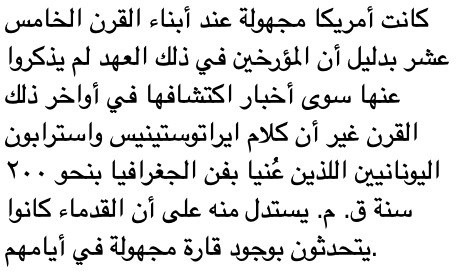 كانت أمريكا مجهولة عند أبناء القرن الخامس
عشر بدليل أن المؤرخين في ذلك العهد لم يذكروا
عنها سوى أخبار اكتشافها في أواخر ذلك
القرن غير أن كلام ايراتوستينيس واسترابون
اليونانيين اللذين عُنيا بفن الجغرافيا بنحو ٢٠٠
سنة ق. م. يستدل منه على أن القدماء كانوا
يتحدثون بوجود قارة مجهولة في أيامهم.